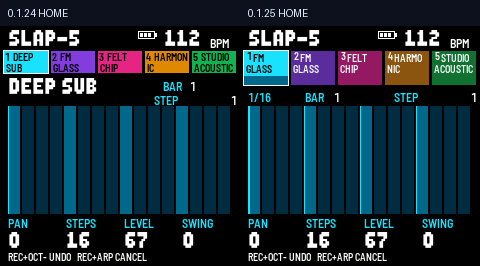 0.1.24 HOME
SLAP-5 112 BPM
1 DEEP SUB
2 FM GLASS
3 FELT CHIP
4 HARMON IC
5 STUDIO ACOUSTIC
DEEP SUB BAR 1
STEP 1
PAN STEPS LEVEL SWING
0 16 67 0
REC+OCT- UNDO REC+ARP CANCEL
0.1.25 HOME
SLAP-5 112 BPM
1 FM GLASS
2 FM GLASS
3 FELT CHIP
4 HARMO NIC
5 STUDIO ACOUSTIC
1/16 BAR 1 STEP 1
PAN STEPS LEVEL SWING
0 16 67 0
REC+OCT- UNDO REC+ARP CANCEL